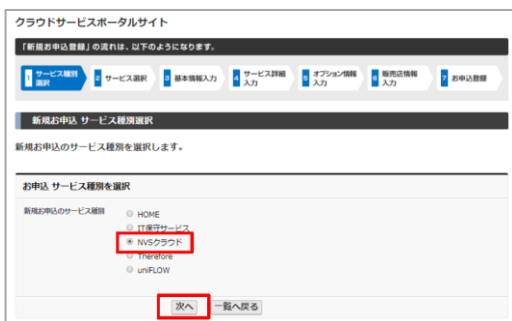 クラウドサービスポータルサイト
「新規お申込登録」の流れは、以下のようになります。
1 サービス種別選択
2 サービス選択
3 基本情報入力
4 サービス詳細入力
5 オプション情報入力
6 販売店情報入力
7 お申込登録
新規お申込 サービス種別選択
新規お申込のサービス種別を選択します。
お申込 サービス種別を選択
新規お申込のサービス種別
HOME
IT保守サービス
NVSクラウド
Therefore
uniFLOW
次へ 一覧へ戻る